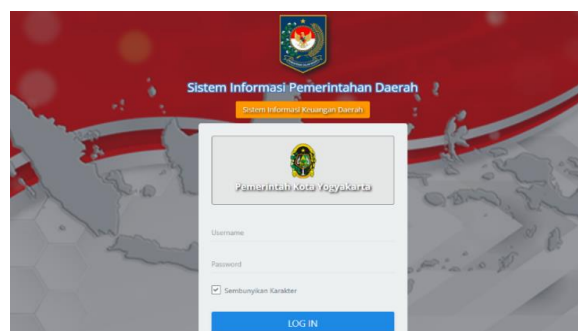 Sistem Informasi Pemerintahan Daerah
Sistem Informasi Keuangan Daerah
Pemerintah Kota Yogyakarta
Username
Password
Sembunyikan Karakter
LOG IN